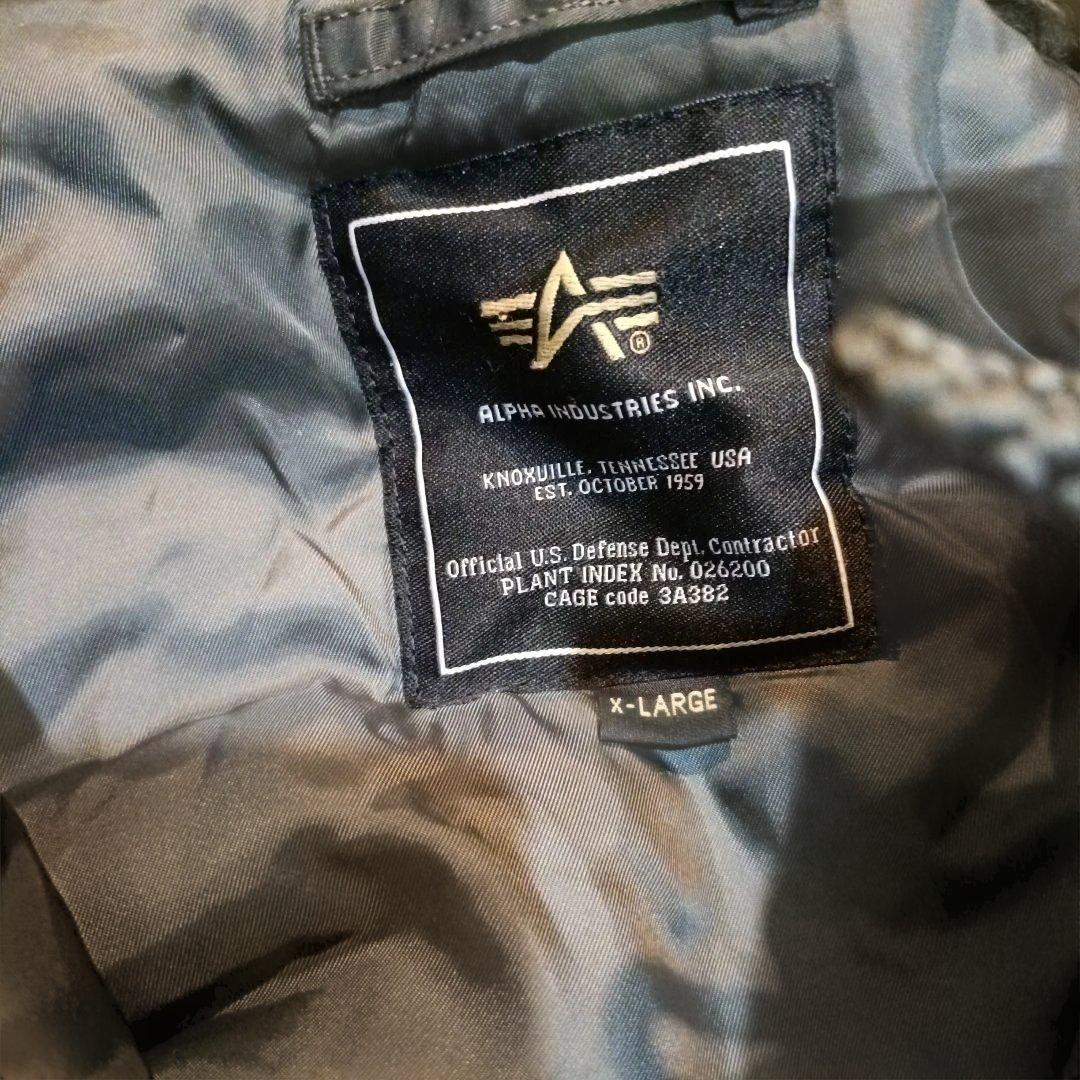 ®
ALPHA INDUSTRIES INC.
KNOXVILLE, TENNESSEE USA
EST. OCTOBER 1959
Official U.S. Defense Dept. Contractor
PLANT INDEX No. 026200
CAGE code 3A382
X-LARGE